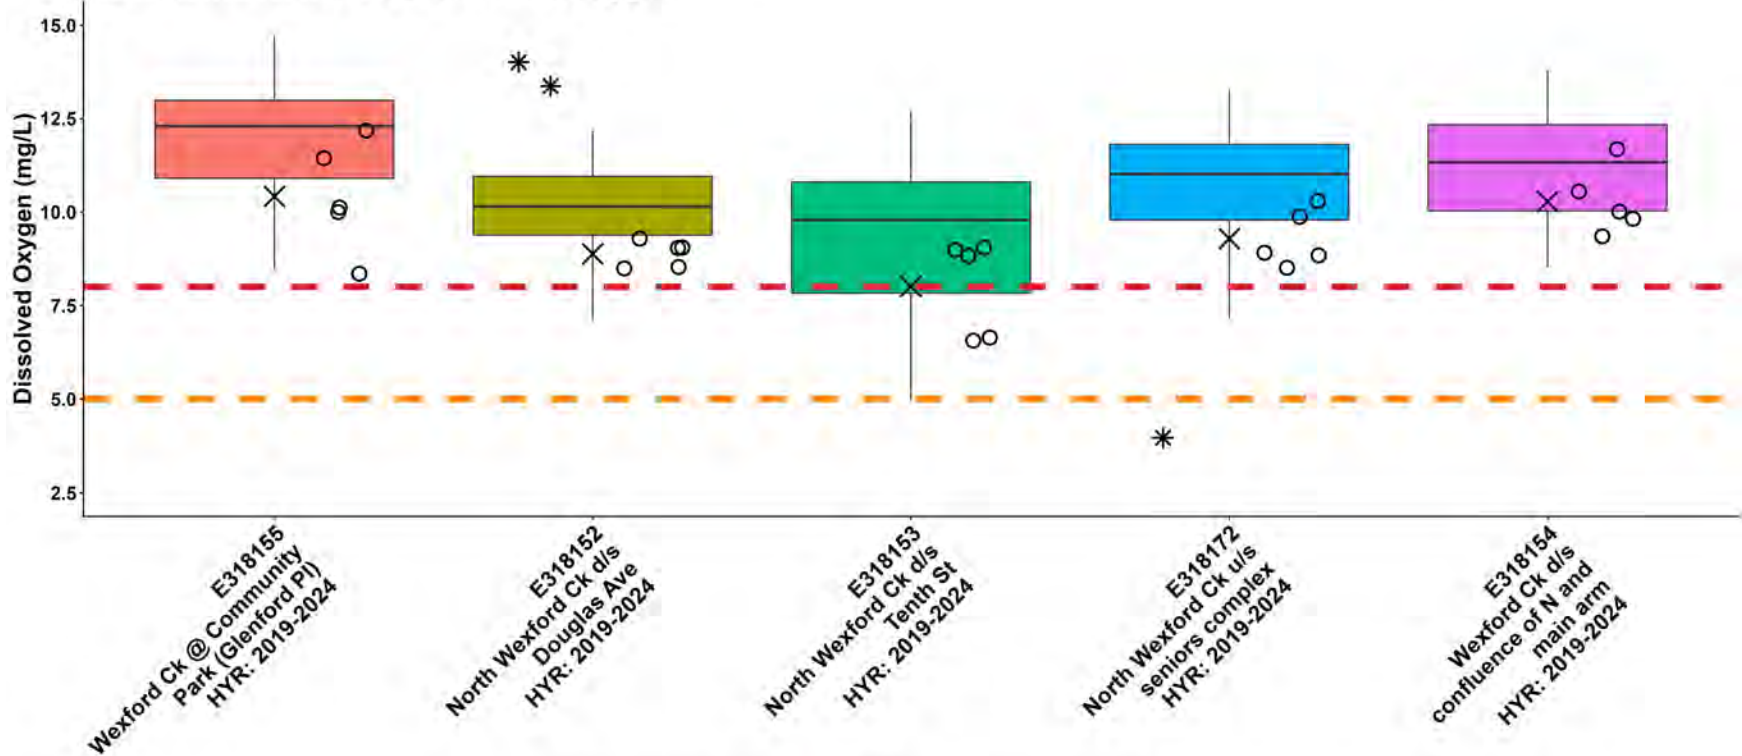 Dissolved Oxygen (mg/L)
15.0
12.5
10.0
7.5
5.0
2.5
E318155
Wexford Ck @ Community
Park (Glenford Pl)
HYR: 2019-2024
E318152
North Wexford Ck d/s
Douglas Ave
HYR: 2019-2024
E318153
North Wexford Ck d/s
Tenth St
HYR: 2019-2024
E318172
North Wexford Ck u/s
seniors complex
HYR: 2019-2024
E318154
Wexford Ck d/s
confluence of N and
main arm
HYR: 2019-2024